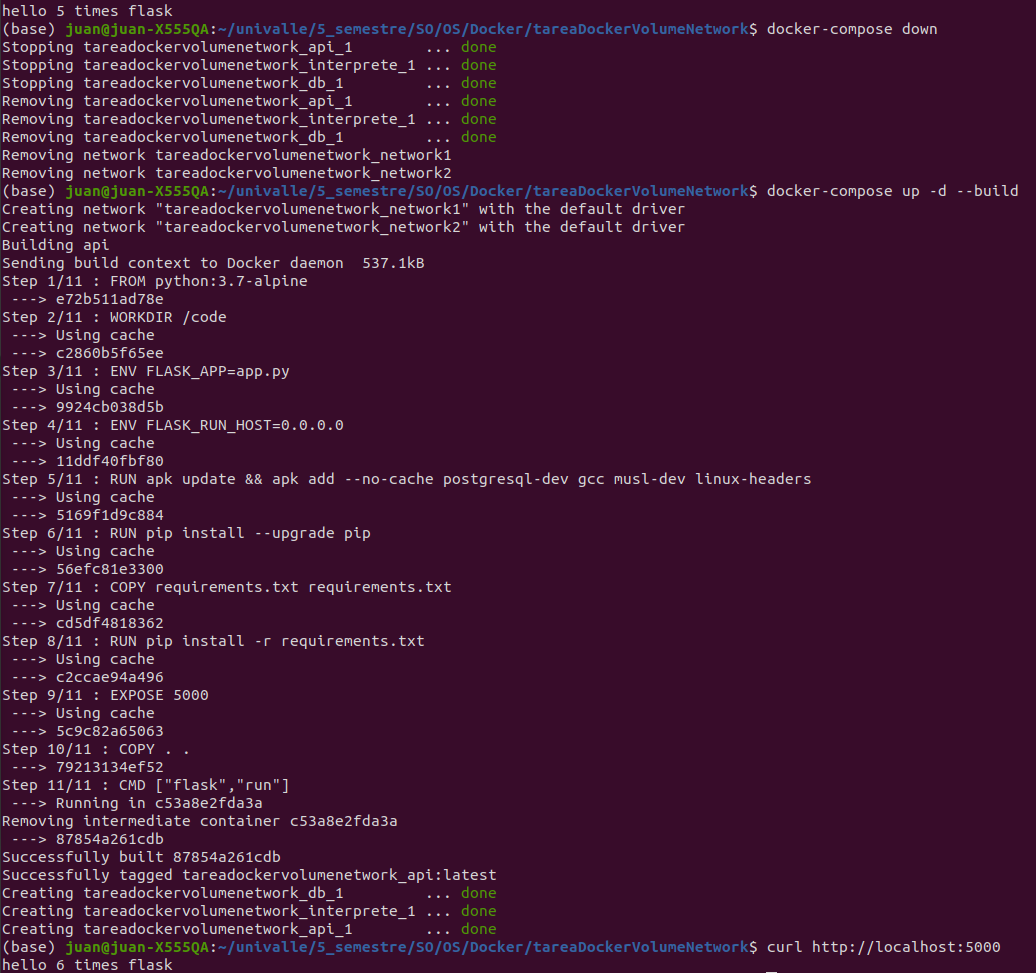 hello 5 times flask
(base) juan@juan-X555QA:~/univalle/5_semestre/SO/OS/Docker/tareaDockerVolumeNetwork$ docker-compose down
Stopping tareadockervolumenetwork_api_1        ... done
Stopping tareadockervolumenetwork_interprete_1 ... done
Stopping tareadockervolumenetwork_db_1         ... done
Removing tareadockervolumenetwork_api_1        ... done
Removing tareadockervolumenetwork_interprete_1 ... done
Removing tareadockervolumenetwork_db_1         ... done
Removing network tareadockervolumenetwork_network1
Removing network tareadockervolumenetwork_network2
(base) juan@juan-X555QA:~/univalle/5_semestre/SO/OS/Docker/tareaDockerVolumeNetwork$ docker-compose up -d --build
Creating network "tareadockervolumenetwork_network1" with the default driver
Creating network "tareadockervolumenetwork_network2" with the default driver
Building api
Sending build context to Docker daemon  537.1kB
Step 1/11 : FROM python:3.7-alpine
 ---> e72b511ad78e
Step 2/11 : WORKDIR /code
 ---> Using cache
 ---> c2860b5f65ee
Step 3/11 : ENV FLASK_APP=app.py
 ---> Using cache
 ---> 9924cb038d5b
Step 4/11 : ENV FLASK_RUN_HOST=0.0.0.0
 ---> Using cache
 ---> 11ddf40fbf80
Step 5/11 : RUN apk update && apk add --no-cache postgresql-dev gcc musl-dev linux-headers
 ---> Using cache
 ---> 5169f1d9c884
Step 6/11 : RUN pip install --upgrade pip
 ---> Using cache
 ---> 56efc81e3300
Step 7/11 : COPY requirements.txt requirements.txt
 ---> Using cache
 ---> cd5df4818362
Step 8/11 : RUN pip install -r requirements.txt
 ---> Using cache
 ---> c2ccae94a496
Step 9/11 : EXPOSE 5000
 ---> Using cache
 ---> 5c9c82a65063
Step 10/11 : COPY . .
 ---> 79213134ef52
Step 11/11 : CMD ["flask","run"]
 ---> Running in c53a8e2fda3a
Removing intermediate container c53a8e2fda3a
 ---> 87854a261cdb
Successfully built 87854a261cdb
Successfully tagged tareadockervolumenetwork_api:latest
Creating tareadockervolumenetwork_db_1         ... done
Creating tareadockervolumenetwork_interprete_1 ... done
Creating tareadockervolumenetwork_api_1        ... done
(base) juan@juan-X555QA:~/univalle/5_semestre/SO/OS/Docker/tareaDockerVolumeNetwork$ curl http://localhost:5000
hello 6 times flask